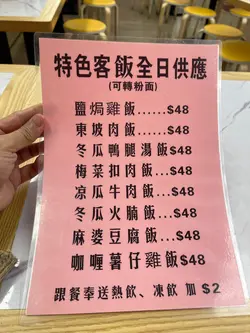 特色客飯全日供應
(可轉粉面)
鹽焗雞飯......$48
東坡肉飯.....$48
冬瓜鴨腿湯飯$48
梅菜扣肉飯...$48
凉瓜牛肉飯...$48
冬瓜火腩飯...$48
麻婆豆腐飯...$48
咖喱薯仔雞飯$48
跟餐奉送熱飲、凍飲 加 $2